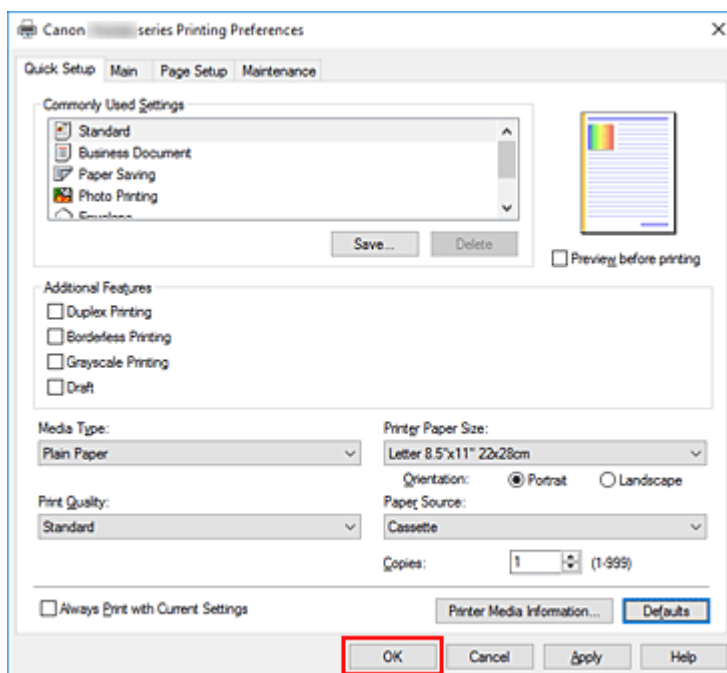 Canon series Printing Preferences
Quick Setup Main Page Setup Maintenance
Commonly Used Settings
Standard
Business Document
Paper Saving
Photo Printing
Envelope
Save... Delete
Preview before printing
Additional Features
Duplex Printing
Borderless Printing
Grayscale Printing
Draft
Media Type: Printer Paper Size:
Plain Paper Letter 8.5"x11" 22x28cm
Orientation: Portrait Landscape
Print Quality: Paper Source:
Standard Cassette
Copies: 1 (1-999)
Always Print with Current Settings Printer Media Information... Defaults
OK Cancel Apply Help